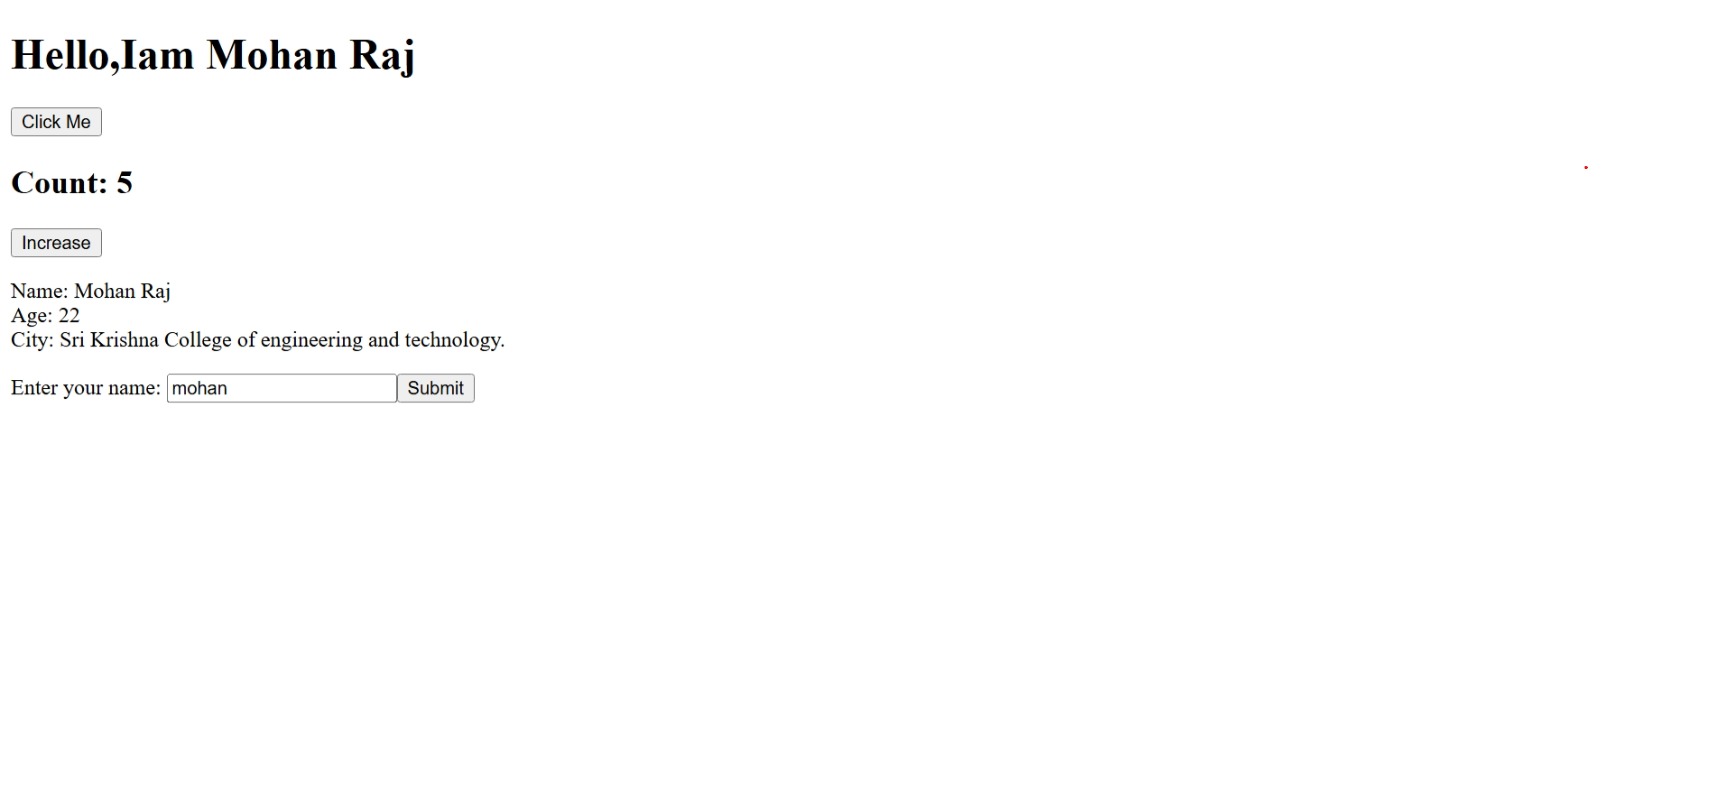 Hello,Iam Mohan Raj
Click Me
Count: 5
Increase
Name: Mohan Raj
Age: 22
City: Sri Krishna College of engineering and technology.
Enter your name: mohan Submit